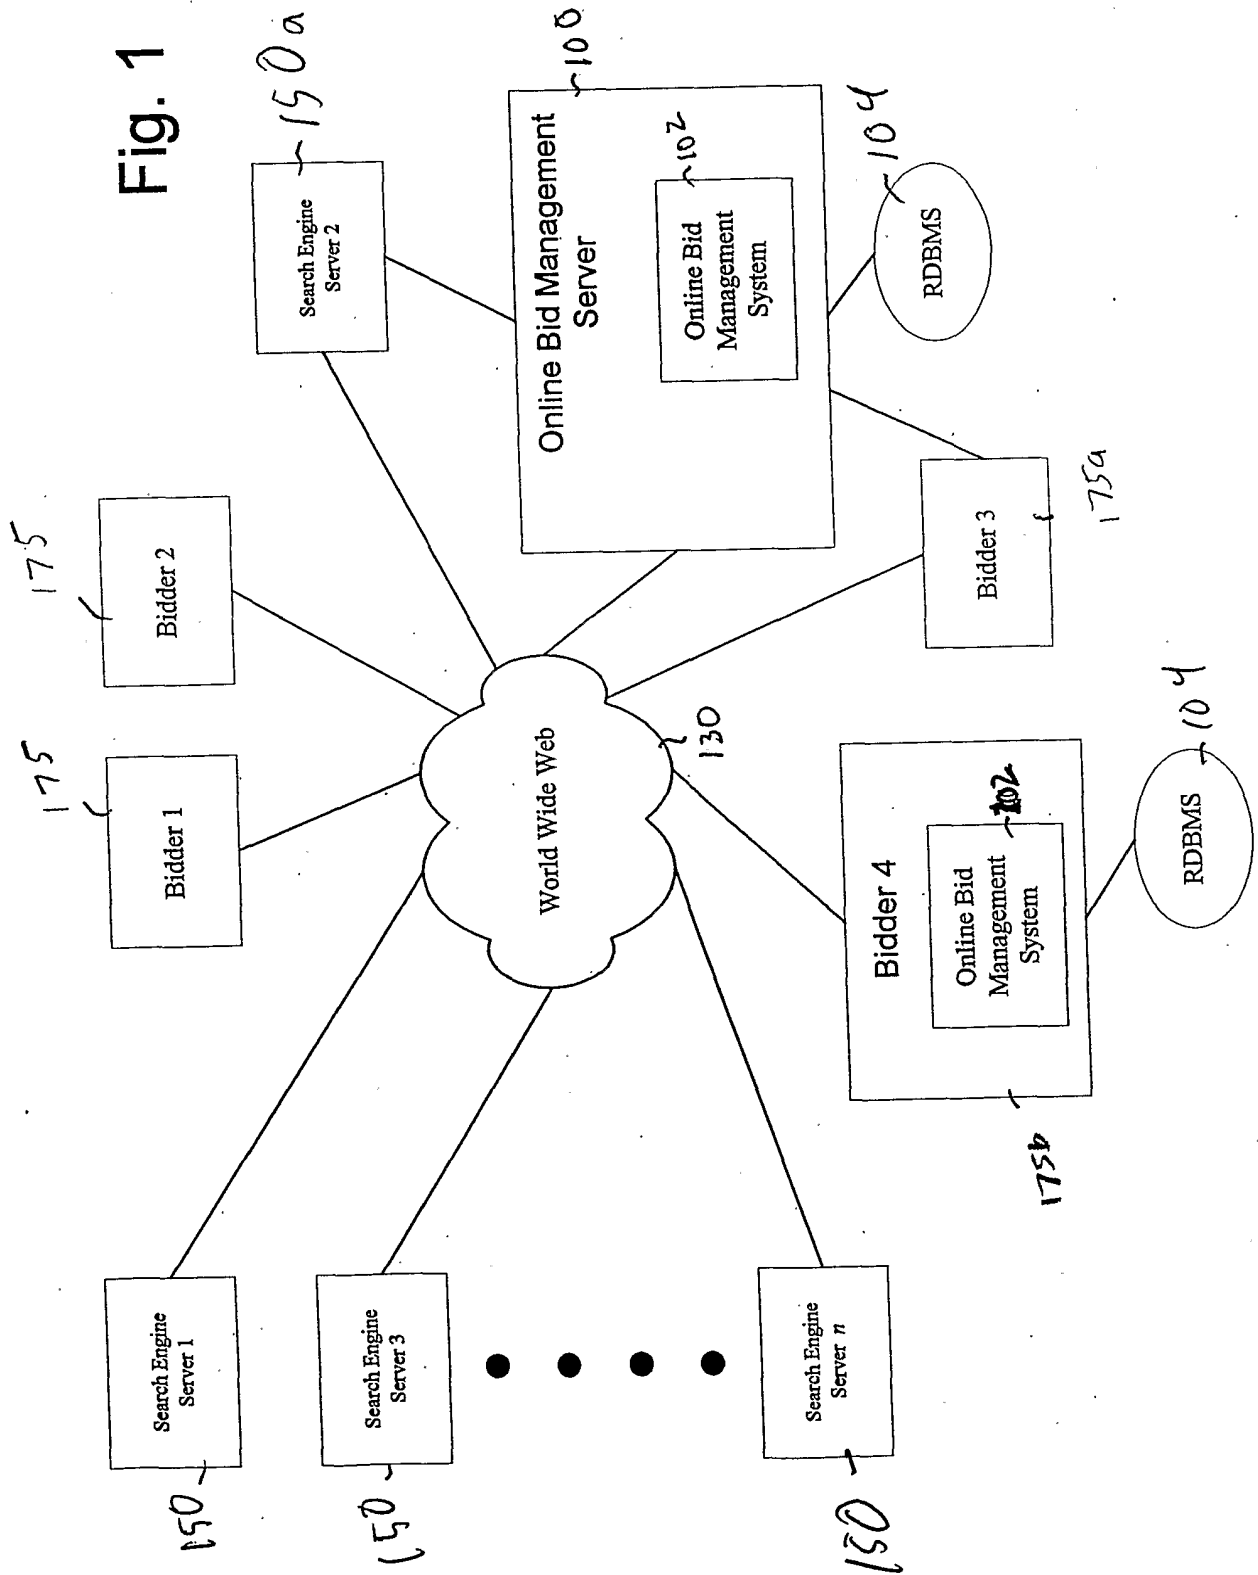 Fig. 1
150
Search Engine
Server 1
150
Search Engine
Server 3
150
Search Engine
Server n
175
Bidder 1
175
Bidder 2
150a
Search Engine
Server 2
World Wide Web
130
100
Online Bid Management
Server
102
Online Bid
Management
System
104
RDBMS
175a
Bidder 3
175b
Bidder 4
102
Online Bid
Management
System
104
RDBMS